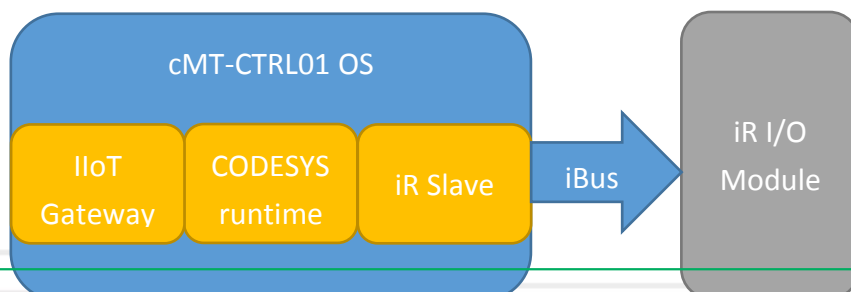 cMT-CTRL01 OS
IIoT
Gateway
CODESYS
runtime
iR Slave
iBus
iR I/O
Module